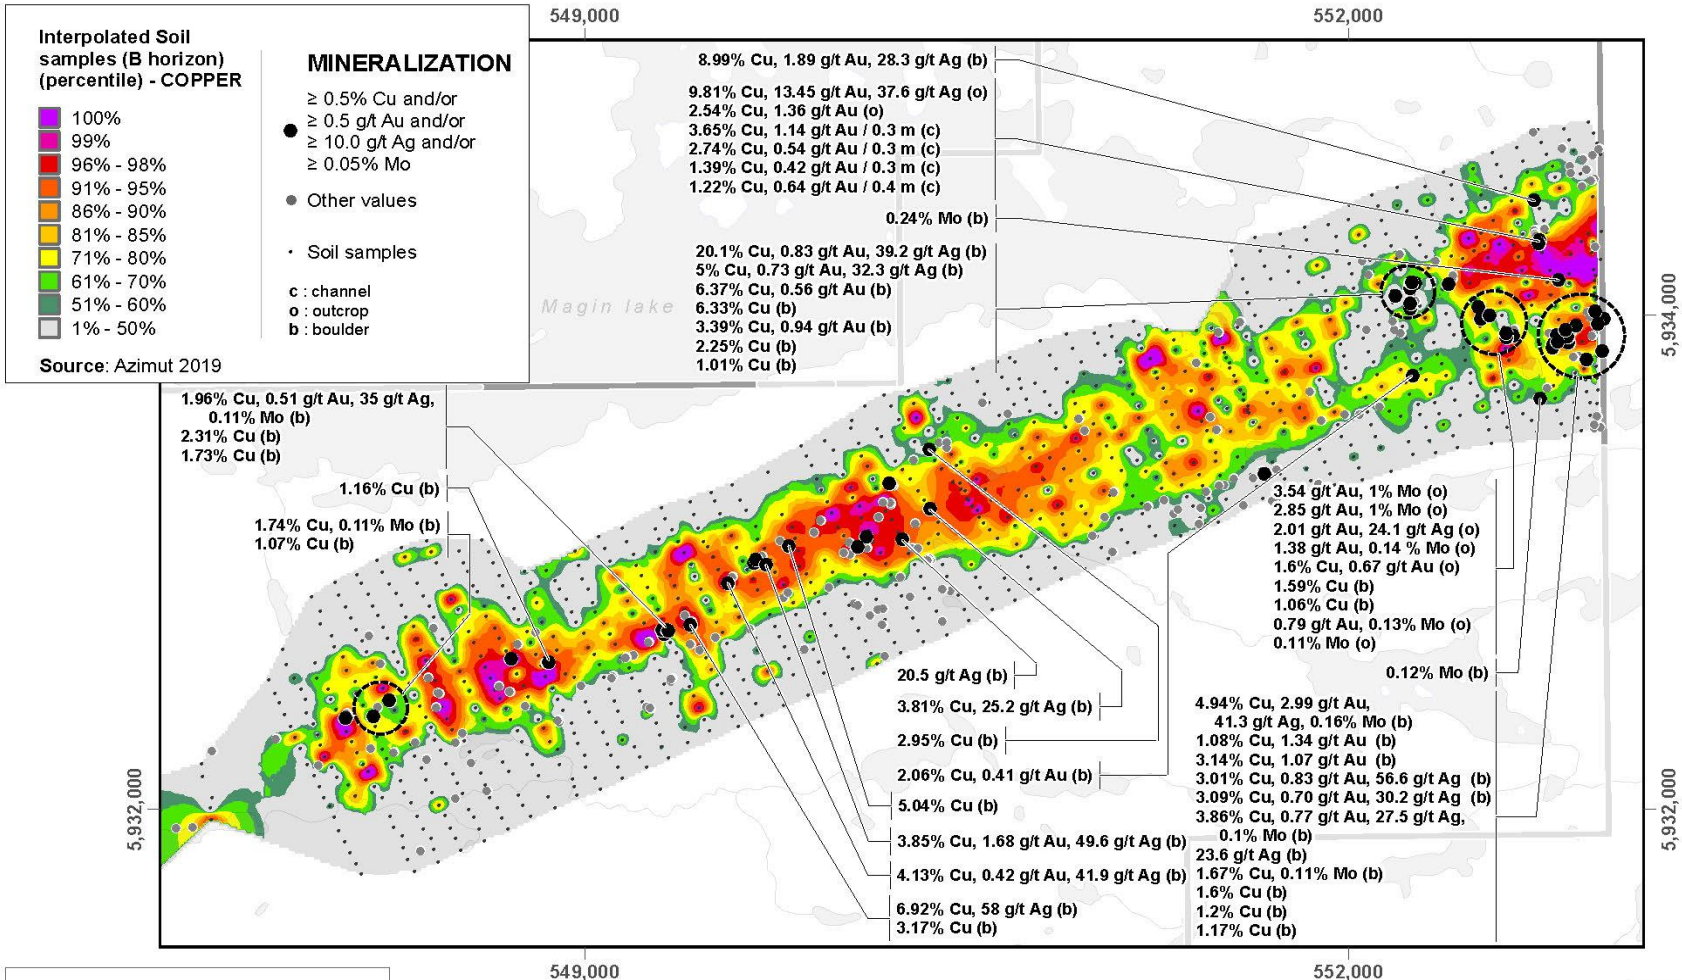 549,000
552,000
Interpolated Soil
samples (B horizon)
(percentile) - COPPER
100%
99%
96% - 98%
91% - 95%
86% - 90%
81% - 85%
71% - 80%
61% - 70%
51% - 60%
1% - 50%
Source: Azimut 2019
MINERALIZATION
≥ 0.5% Cu and/or
≥ 0.5 g/t Au and/or
≥ 10.0 g/t Ag and/or
≥ 0.05% Mo
Other values
Soil samples
c : channel
o : outcrop
b : boulder
8.99% Cu, 1.89 g/t Au, 28.3 g/t Ag (b)
9.81% Cu, 13.45 g/t Au, 37.6 g/t Ag (o)
2.54% Cu, 1.36 g/t Au (o)
3.65% Cu, 1.14 g/t Au / 0.3 m (c)
2.74% Cu, 0.54 g/t Au / 0.3 m (c)
1.39% Cu, 0.42 g/t Au / 0.3 m (c)
1.22% Cu, 0.64 g/t Au / 0.4 m (c)
0.24% Mo (b)
20.1% Cu, 0.83 g/t Au, 39.2 g/t Ag (b)
5% Cu, 0.73 g/t Au, 32.3 g/t Ag (b)
6.37% Cu, 0.56 g/t Au (b)
6.33% Cu (b)
3.39% Cu, 0.94 g/t Au (b)
2.25% Cu (b)
1.01% Cu (b)
Magin lake
5,934,000
1.96% Cu, 0.51 g/t Au, 35 g/t Ag,
0.11% Mo (b)
2.31% Cu (b)
1.73% Cu (b)
1.16% Cu (b)
1.74% Cu, 0.11% Mo (b)
1.07% Cu (b)
3.54 g/t Au, 1% Mo (o)
2.85 g/t Au, 1% Mo (o)
2.01 g/t Au, 24.1 g/t Ag (o)
1.38 g/t Au, 0.14 % Mo (o)
1.6% Cu, 0.67 g/t Au (o)
1.59% Cu (b)
1.06% Cu (b)
0.79 g/t Au, 0.13% Mo (o)
0.11% Mo (o)
0.12% Mo (b)
20.5 g/t Ag (b)
3.81% Cu, 25.2 g/t Ag (b)
2.95% Cu (b)
2.06% Cu, 0.41 g/t Au (b)
5.04% Cu (b)
3.85% Cu, 1.68 g/t Au, 49.6 g/t Ag (b)
4.13% Cu, 0.42 g/t Au, 41.9 g/t Ag (b)
6.92% Cu, 58 g/t Ag (b)
3.17% Cu (b)
4.94% Cu, 2.99 g/t Au,
41.3 g/t Ag, 0.16% Mo (b)
1.08% Cu, 1.34 g/t Au (b)
3.14% Cu, 1.07 g/t Au (b)
3.01% Cu, 0.83 g/t Au, 56.6 g/t Ag (b)
3.09% Cu, 0.70 g/t Au, 30.2 g/t Ag (b)
3.86% Cu, 0.77 g/t Au, 27.5 g/t Ag,
0.1% Mo (b)
23.6 g/t Ag (b)
1.67% Cu, 0.11% Mo (b)
1.6% Cu (b)
1.2% Cu (b)
1.17% Cu (b)
5,932,000
5,932,000
549,000
552,000